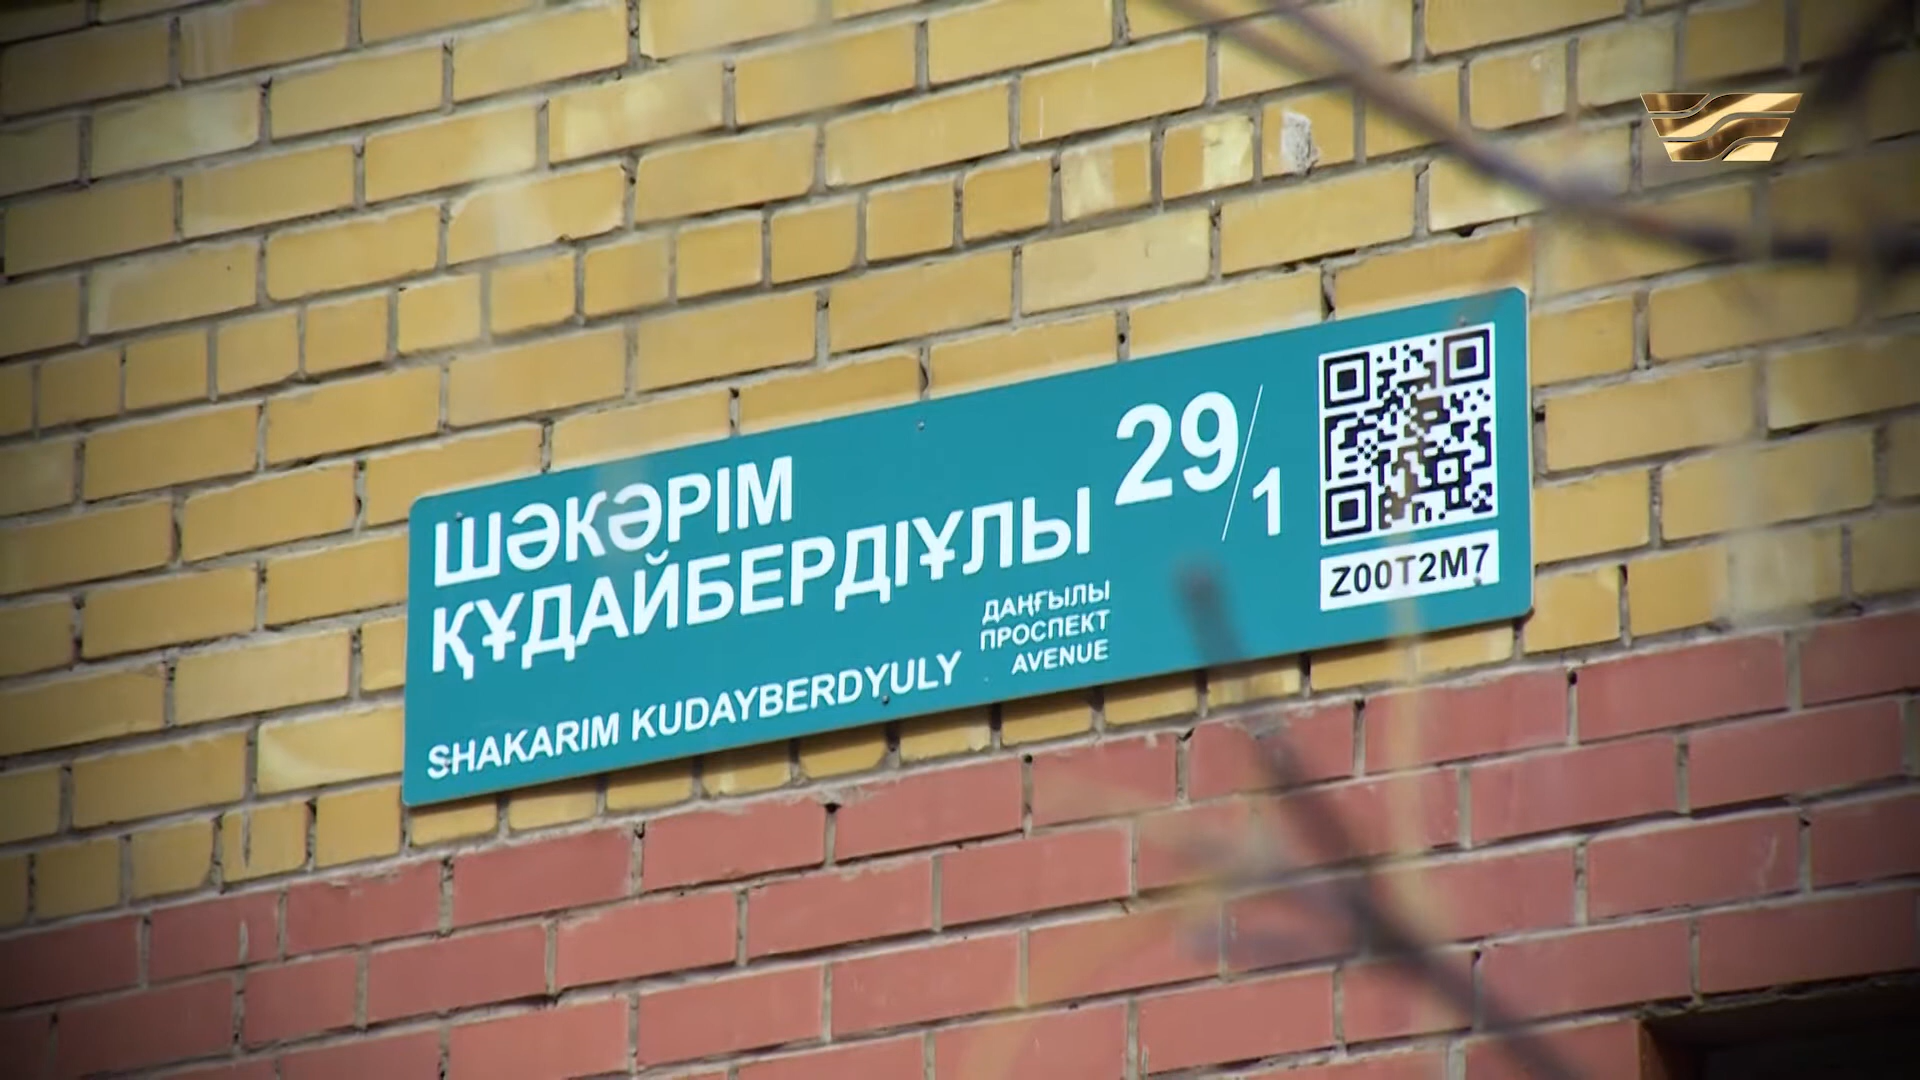 ШӘКӘРІМ
ҚҰДАЙБЕРДІҰЛЫ
29/1
ДАҢҒЫЛЫ
ПРОСПЕКТ
AVENUE
SHAKARIM KUDAYBERDYULY
Z00T2M7